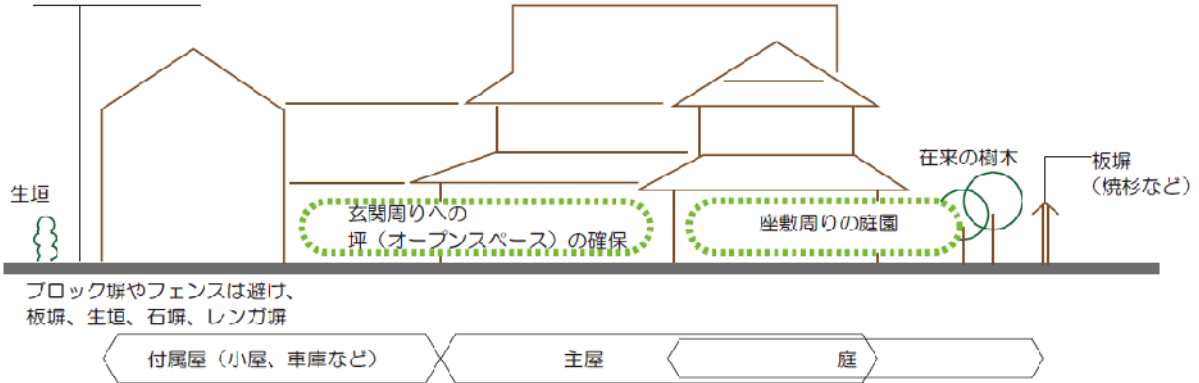 生垣
玄関周りへの
坪（オープンスペース）の確保
座敷周りの庭園
在来の樹木
板塀
（焼杉など）
ブロック塀やフェンスは避け、
板塀、生垣、石塀、レンガ塀
付属屋（小屋、車庫など）
主屋
庭